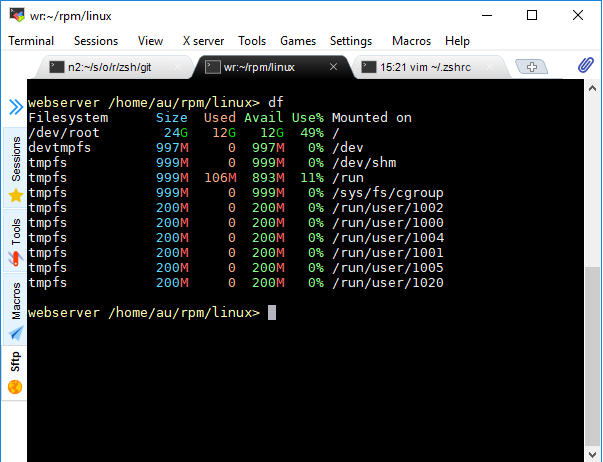 wr:~/rpm/linux
Terminal Sessions View X server Tools Games Settings Macros Help
n2:~/s/o/r/zsh/git wr:~/rpm/linux 15:21 vim ~/.zshrc
Sessions
Tools
Macros
Sftp
webserver /home/au/rpm/linux> df
Filesystem Size Used Avail Use% Mounted on
/dev/root 24G 12G 12G 49% /
devtmpfs 997M 0 997M 0% /dev
tmpfs 999M 0 999M 0% /dev/shm
tmpfs 999M 106M 893M 11% /run
tmpfs 999M 0 999M 0% /sys/fs/cgroup
tmpfs 200M 0 200M 0% /run/user/1002
tmpfs 200M 0 200M 0% /run/user/1000
tmpfs 200M 0 200M 0% /run/user/1004
tmpfs 200M 0 200M 0% /run/user/1001
tmpfs 200M 0 200M 0% /run/user/1005
tmpfs 200M 0 200M 0% /run/user/1020
webserver /home/au/rpm/linux>